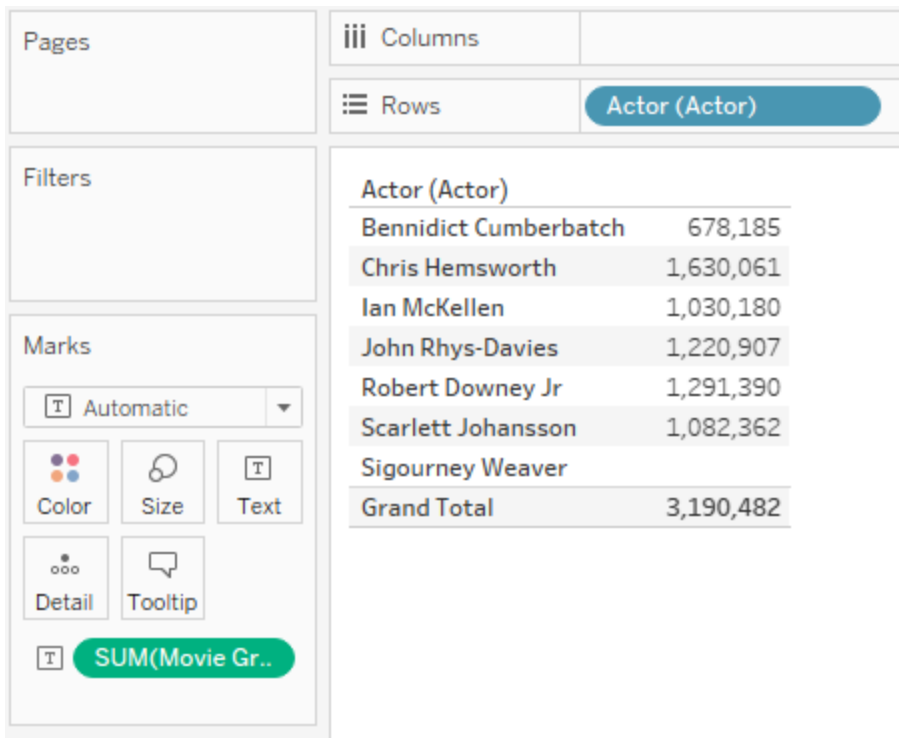 Pages
Columns
Rows
Actor (Actor)
Filters
Marks
Automatic
Color Size Text
Detail Tooltip
SUM(Movie Gr..
Actor (Actor)
Bennidict Cumberbatch 678,185
Chris Hemsworth 1,630,061
Ian McKellen 1,030,180
John Rhys-Davies 1,220,907
Robert Downey Jr 1,291,390
Scarlett Johansson 1,082,362
Sigourney Weaver
Grand Total 3,190,482